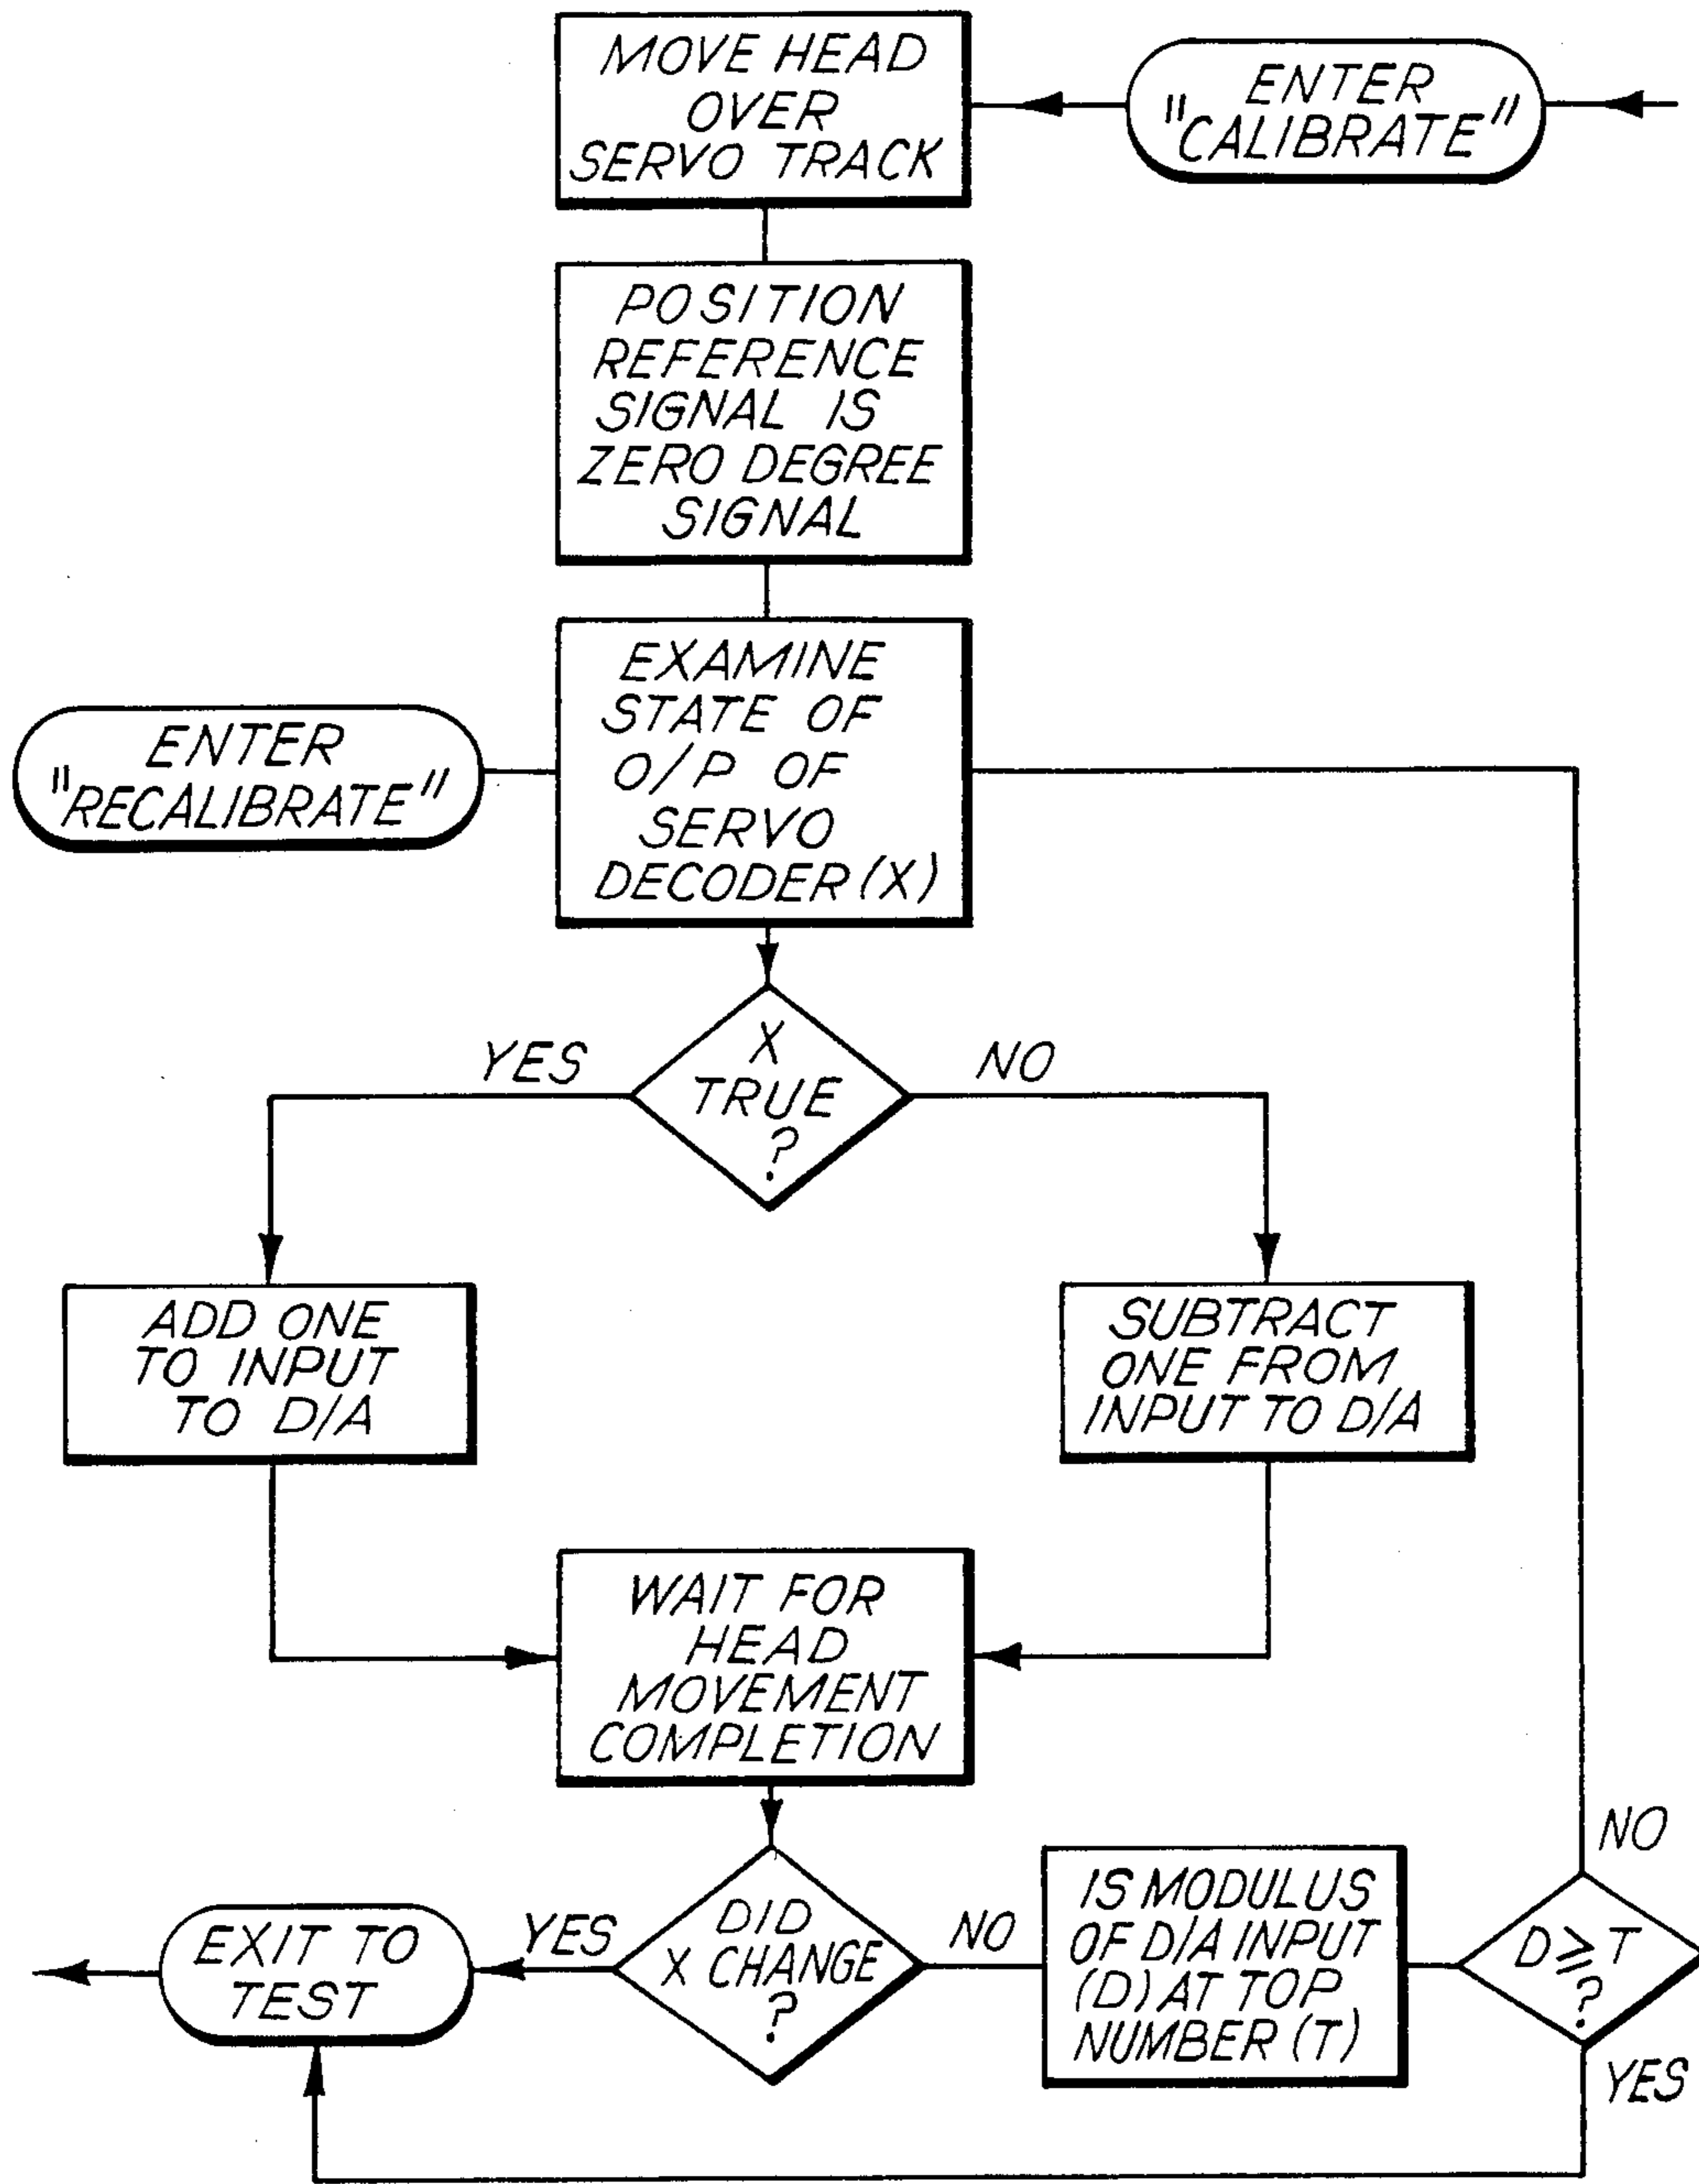 MOVE HEAD
OVER
SERVO TRACK
ENTER
"CALIBRATE"
POSITION
REFERENCE
SIGNAL IS
ZERO DEGREE
SIGNAL
EXAMINE
STATE OF
O/P OF
SERVO
DECODER (X)
ENTER
"RECALIBRATE"
X
TRUE
?
YES
NO
ADD ONE
TO INPUT
TO D/A
SUBTRACT
ONE FROM
INPUT TO D/A
WAIT FOR
HEAD
MOVEMENT
COMPLETION
DID
X CHANGE
?
YES
NO
EXIT TO
TEST
IS MODULUS
OF D/A INPUT
(D) AT TOP
NUMBER (T)
D≥T
?
NO
YES